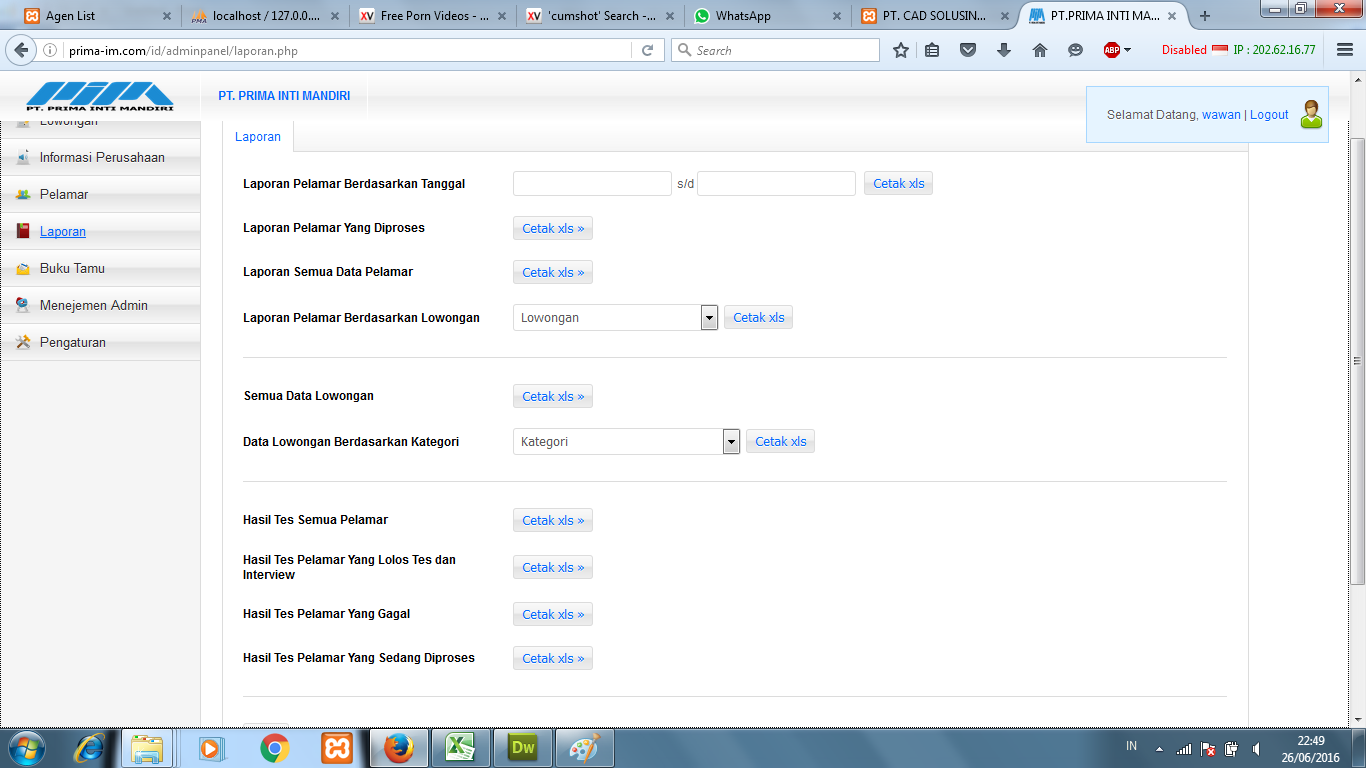 Agen List
localhost / 127.0.0....
Free Porn Videos - ...
'cumshot' Search -...
WhatsApp
PT. CAD SOLUSIN...
PT.PRIMA INTI MA...
prima-im.com/id/adminpanel/laporan.php
Search
ABP
Disabled
IP : 202.62.16.77
PIM
PT. PRIMA INTI MANDIRI
PT. PRIMA INTI MANDIRI
Selamat Datang, wawan | Logout
Lowongan
Informasi Perusahaan
Pelamar
Laporan
Buku Tamu
Menejemen Admin
Pengaturan
Laporan
Laporan Pelamar Berdasarkan Tanggal s/d Cetak xls
Laporan Pelamar Yang Diproses Cetak xls »
Laporan Semua Data Pelamar Cetak xls »
Laporan Pelamar Berdasarkan Lowongan Lowongan Cetak xls
Semua Data Lowongan Cetak xls »
Data Lowongan Berdasarkan Kategori Kategori Cetak xls
Hasil Tes Semua Pelamar Cetak xls »
Hasil Tes Pelamar Yang Lolos Tes dan
Interview Cetak xls »
Hasil Tes Pelamar Yang Gagal Cetak xls »
Hasil Tes Pelamar Yang Sedang Diproses Cetak xls »
Dw
IN
22:49
26/06/2016